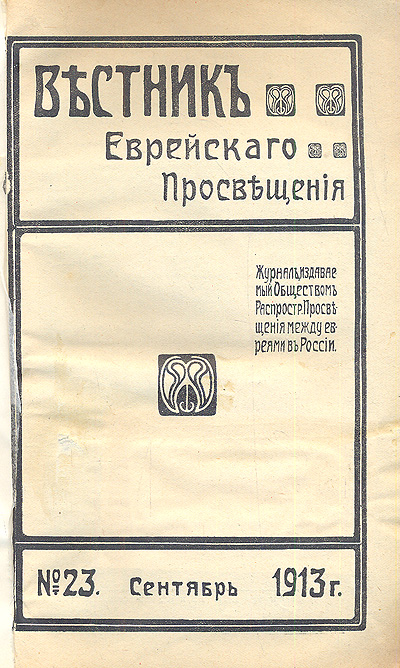 ВѢСТНИКЪ
Еврейскаго
Просвѣщенія
Журналъ, издавае
мый Обществомъ
Распростр. Просвѣ
щенія между ев-
реями въ Россіи.
№ 23. Сентябрь 1913 г.